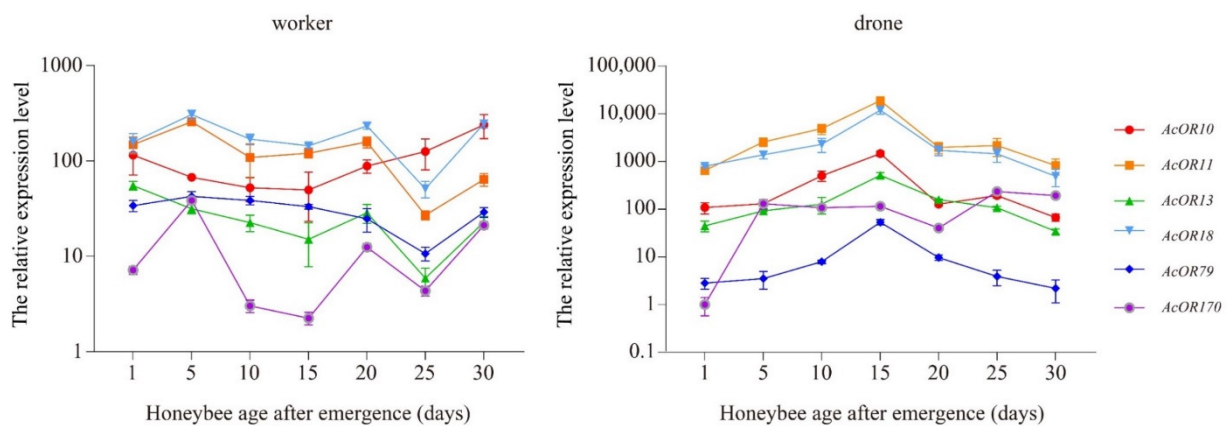 worker
The relative expression level
1000
100
10
1
1 5 10 15 20 25 30
Honeybee age after emergence (days)
drone
The relative expression level
100,000
10,000
1000
100
10
1
0.1
1 5 10 15 20 25 30
Honeybee age after emergence (days)
AcOR10
AcOR11
AcOR13
AcOR18
AcOR79
AcOR170